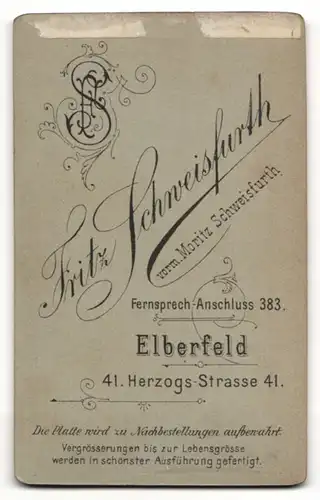 FS
Fritz Schweisfurth
vorm. Moritz Schweisfurth
Fernsprech-Anschluss 383.
Elberfeld
41. Herzogs-Strasse 41.
Die Platte wird zu Nachbestellungen aufbewahrt.
Vergrösserungen bis zur Lebensgrösse
werden in schönster Ausführung gefertigt.